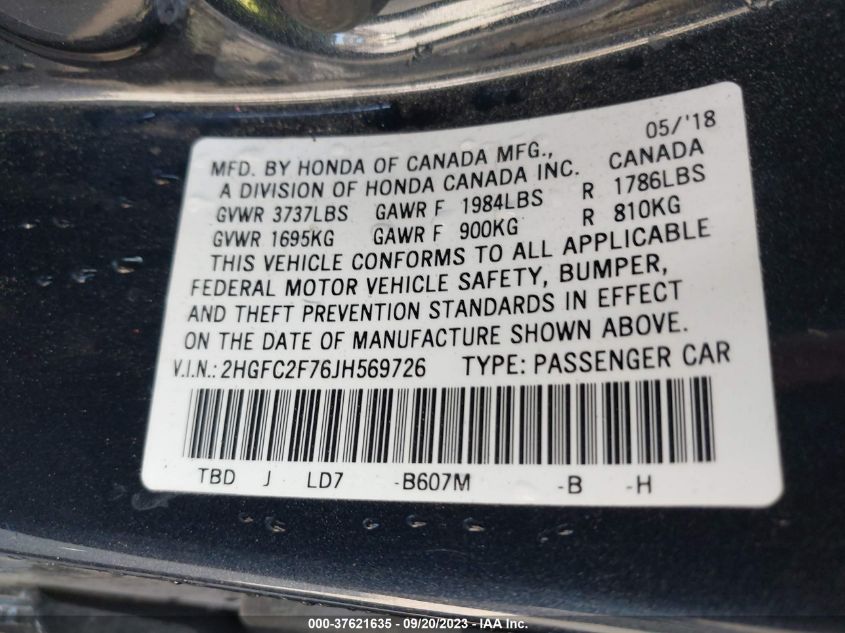 05/'18
MFD. BY HONDA OF CANADA MFG., CANADA
A DIVISION OF HONDA CANADA INC.
GVWR 3737LBS GAWR F 1984LBS R 1786LBS
GVWR 1695KG GAWR F 900KG R 810KG
THIS VEHICLE CONFORMS TO ALL APPLICABLE
FEDERAL MOTOR VEHICLE SAFETY, BUMPER,
AND THEFT PREVENTION STANDARDS IN EFFECT
ON THE DATE OF MANUFACTURE SHOWN ABOVE.
V.I.N.: 2HGFC2F76JH569726 TYPE: PASSENGER CAR
TBD J LD7 -B607M -B -H
000-37621635 - 09/20/2023 - IAA Inc.